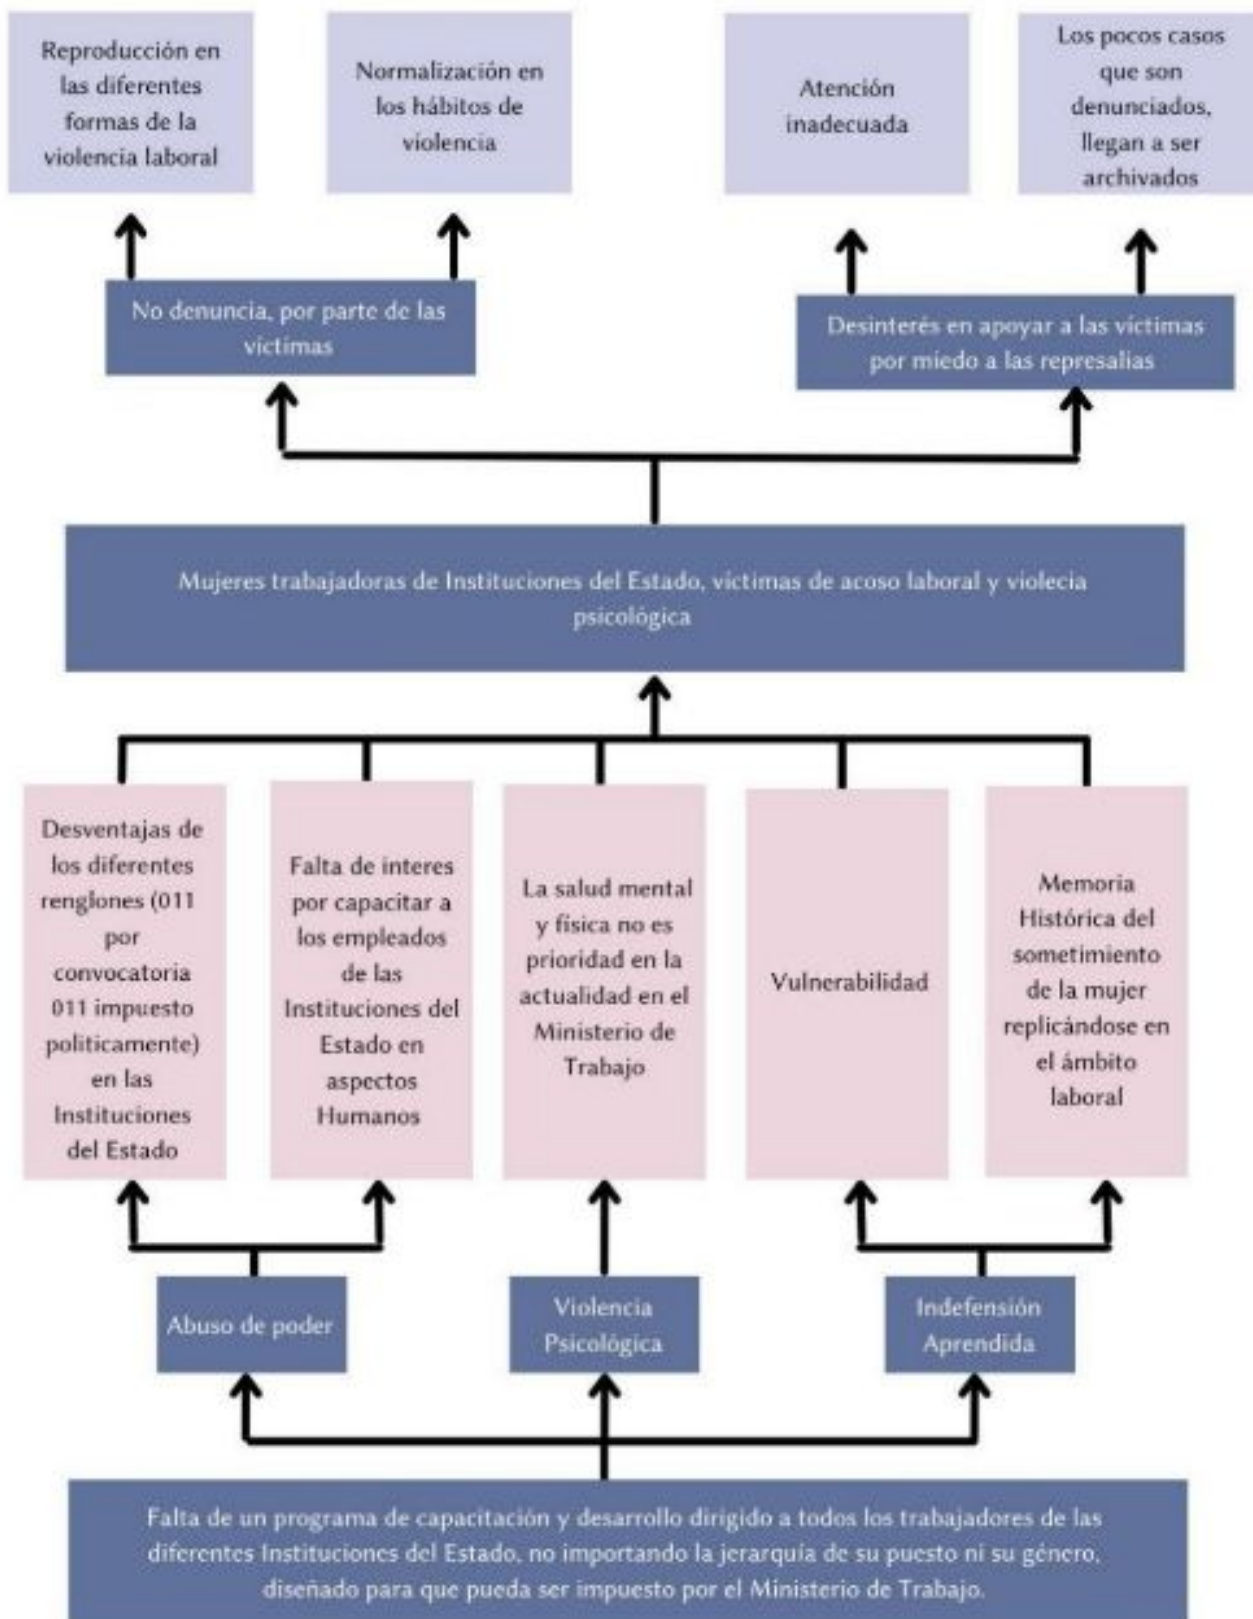 Reproducción en
las diferentes
formas de la
violencia laboral
Normalización en
los hábitos de
violencia
Atención
inadecuada
Los pocos casos
que son
denunciados,
llegan a ser
archivados
No denuncia, por parte de las
víctimas
Desinterés en apoyar a las víctimas
por miedo a las represalias
Mujeres trabajadoras de Instituciones del Estado, víctimas de acoso laboral y violecia
psicológica
Desventajas de
los diferentes
renglones (011
por
convocatoria
011 impuesto
politicamente)
en las
Instituciones
del Estado
Falta de interes
por capacitar a
los empleados
de las
Instituciones del
Estado en
aspectos
Humanos
La salud mental
y física no es
prioridad en la
actualidad en el
Ministerio de
Trabajo
Vulnerabilidad
Memoria
Histórica del
sometimiento
de la mujer
replicándose en
el ámbito
laboral
Abuso de poder
Violencia
Psicológica
Indefensión
Aprendida
Falta de un programa de capacitación y desarrollo dirigido a todos los trabajadores de las
diferentes Instituciones del Estado, no importando la jerarquía de su puesto ni su género,
diseñado para que pueda ser impuesto por el Ministerio de Trabajo.